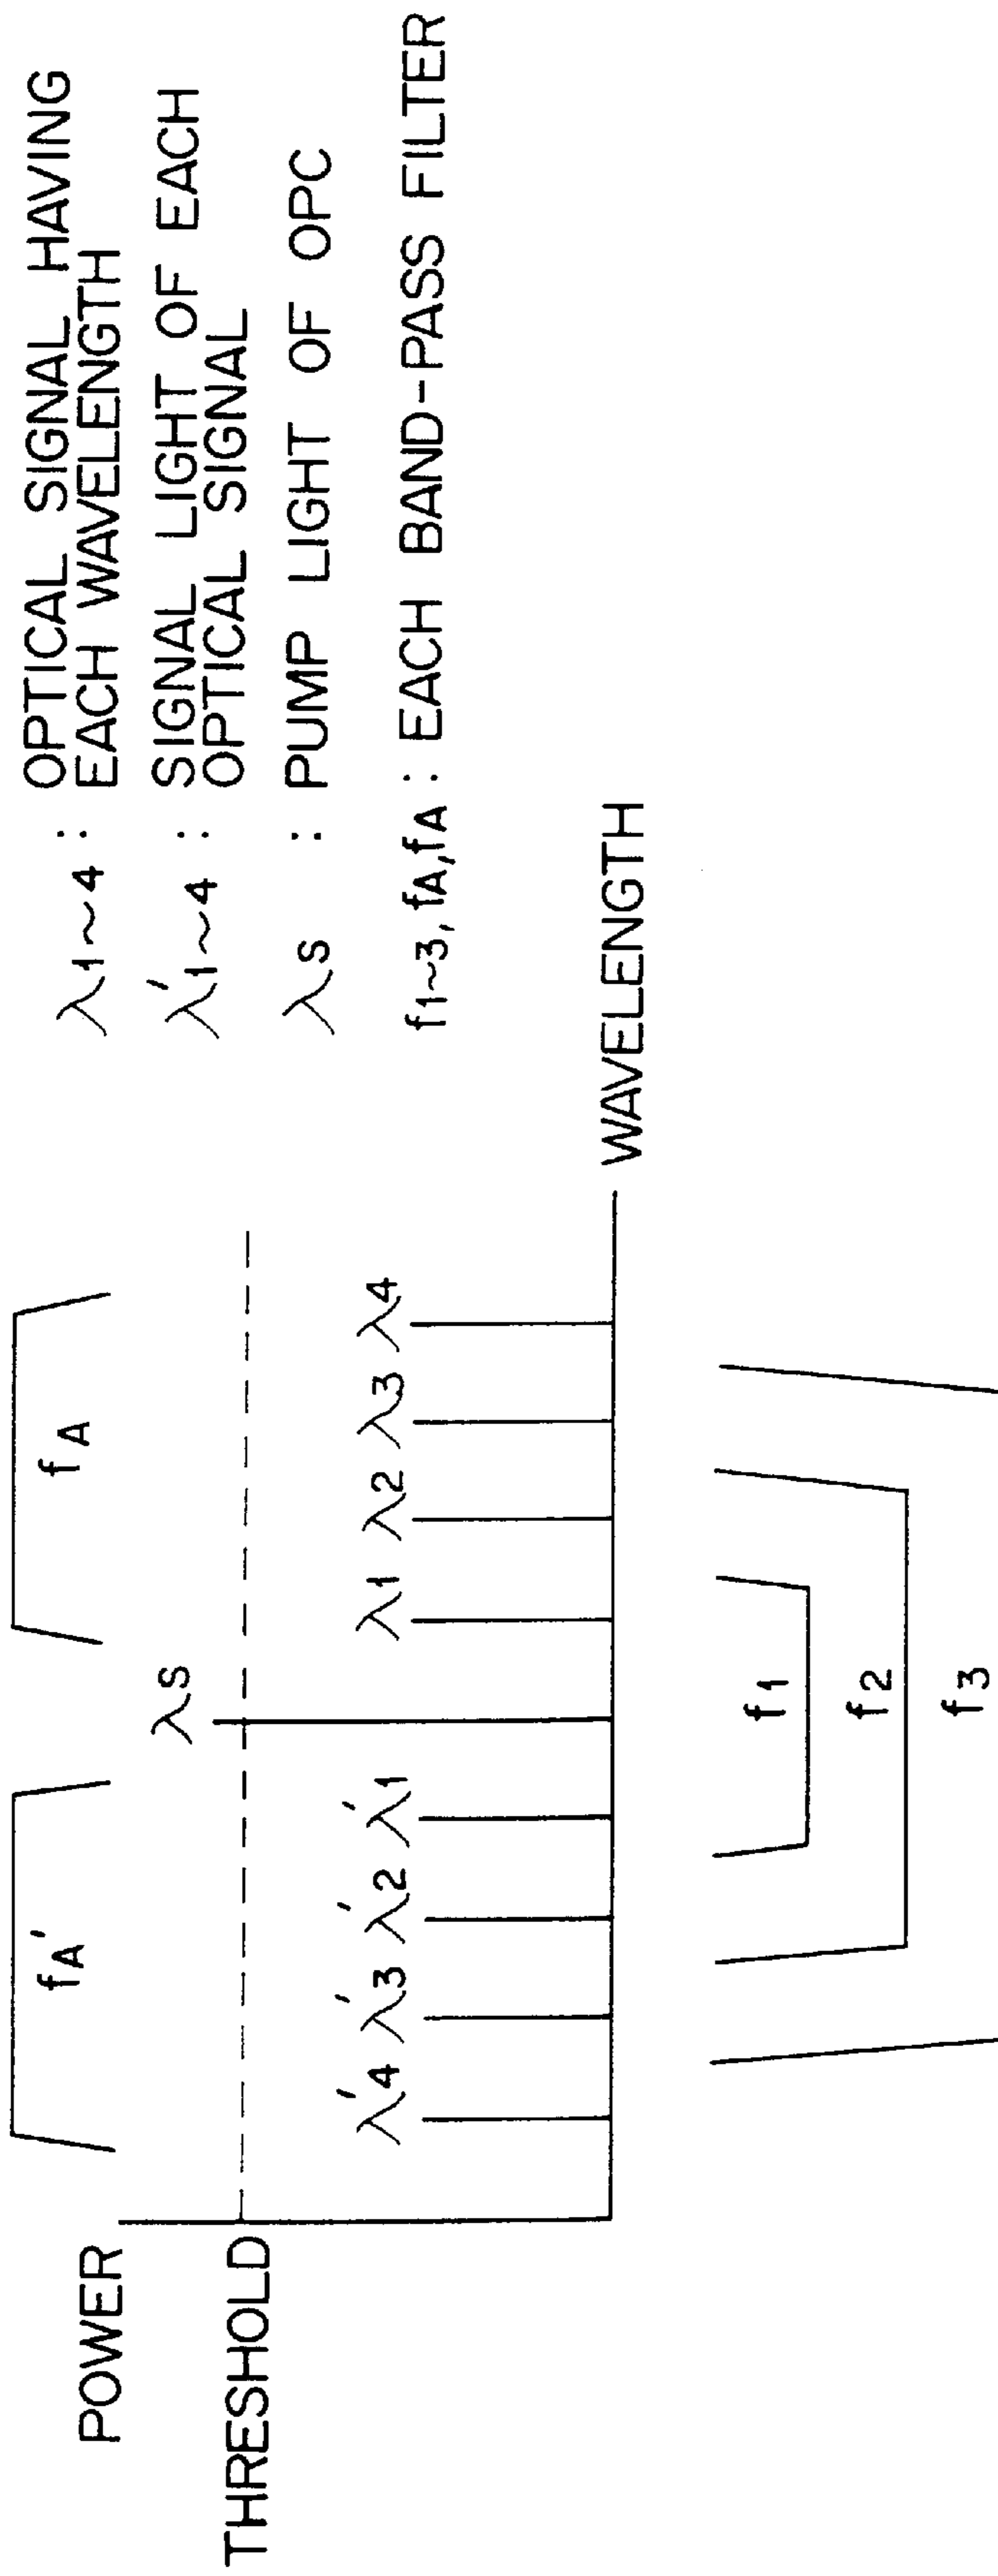 λ1~4 : OPTICAL SIGNAL HAVING
EACH WAVELENGTH
λ'1~4 : SIGNAL LIGHT OF EACH
OPTICAL SIGNAL
λS : PUMP LIGHT OF OPC
f1~3, fA,fA : EACH BAND-PASS FILTER
POWER
THRESHOLD
fA'
fA
λS
λ'4 λ'3 λ'2 λ'1
λ1 λ2 λ3 λ4
WAVELENGTH
f1
f2
f3